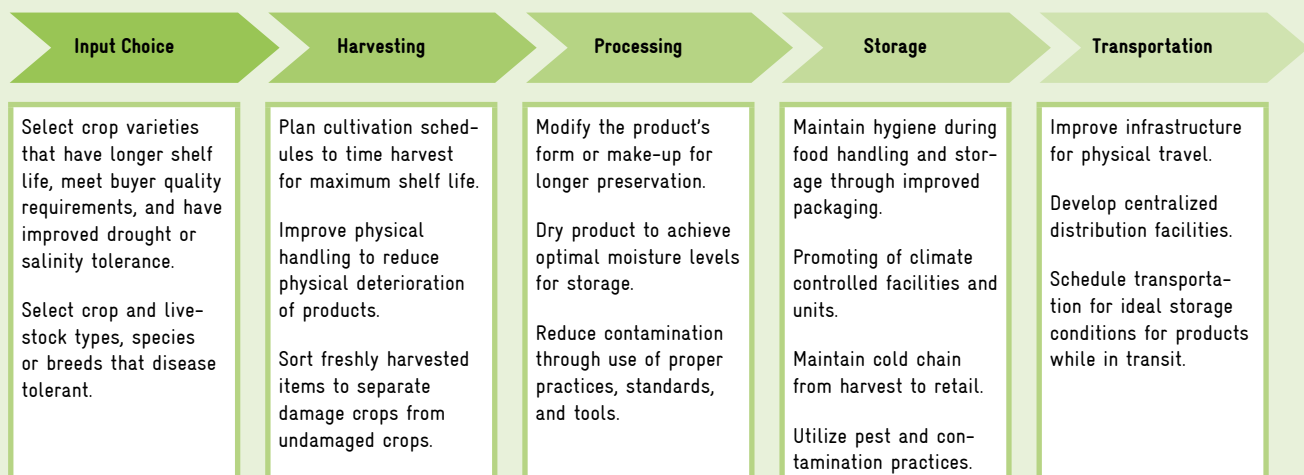 Input Choice
Harvesting
Processing
Storage
Transportation
Select crop varieties
that have longer shelf
life, meet buyer quality
requirements, and have
improved drought or
salinity tolerance.
Select crop and live-
stock types, species
or breeds that disease
tolerant.
Plan cultivation sched-
ules to time harvest
for maximum shelf life.
Improve physical
handling to reduce
physical deterioration
of products.
Sort freshly harvested
items to separate
damage crops from
undamaged crops.
Modify the product's
form or make-up for
longer preservation.
Dry product to achieve
optimal moisture levels
for storage.
Reduce contamination
through use of proper
practices, standards,
and tools.
Maintain hygiene during
food handling and stor-
age through improved
packaging.
Promoting of climate
controlled facilities and
units.
Maintain cold chain
from harvest to retail.
Utilize pest and con-
tamination practices.
Improve infrastructure
for physical travel.
Develop centralized
distribution facilities.
Schedule transporta-
tion for ideal storage
conditions for products
while in transit.